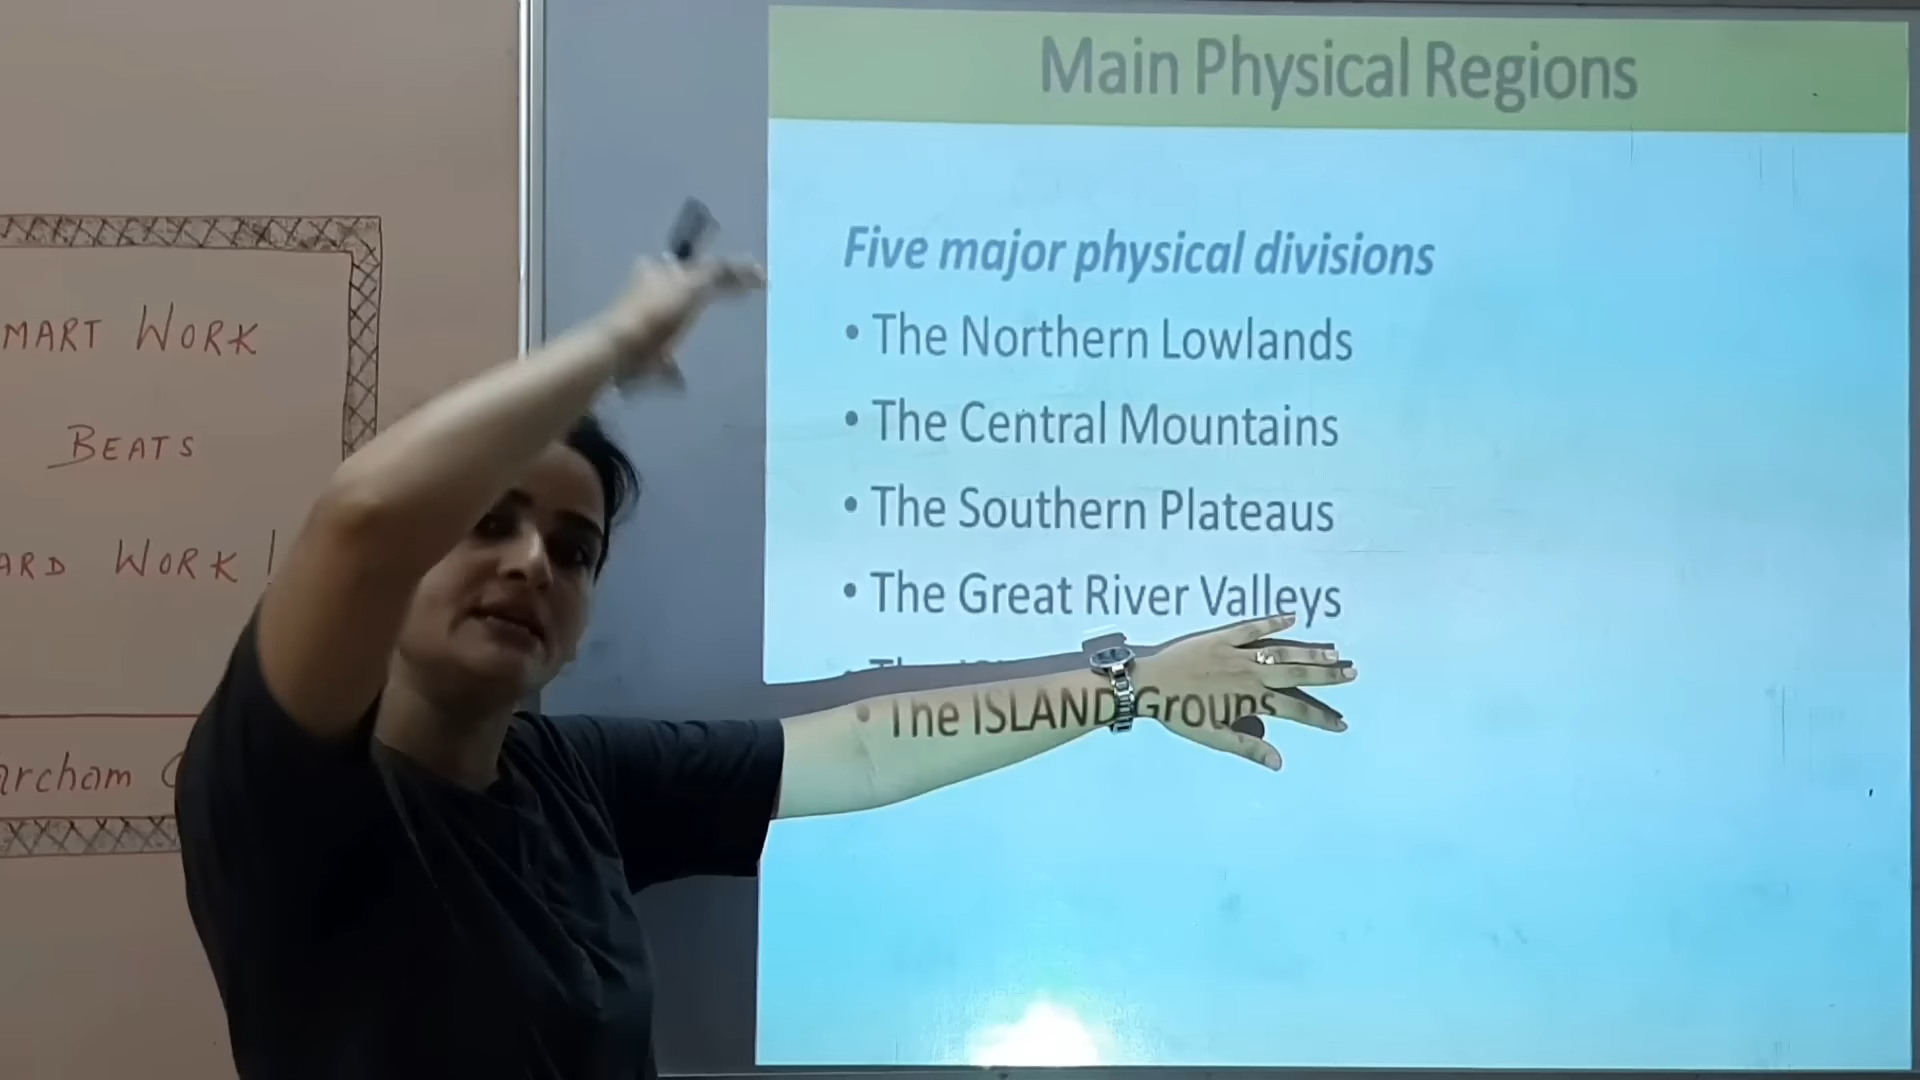 MART WORK
BEATS
ARD WORK!
archam
Main Physical Regions
Five major physical divisions
• The Northern Lowlands
• The Central Mountains
• The Southern Plateaus
• The Great River Valleys
• The ISLAND Groups